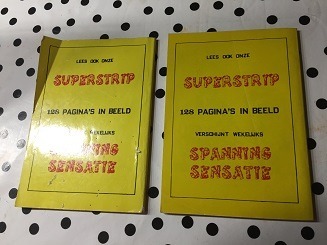 LEES OOK ONZE
SUPERSTRIP
128 PAGINA'S IN BEELD
WEKELIJKS
SPANNING
SENSATIE
LEES OOK ONZE
SUPERSTRIP
128 PAGINA'S IN BEELD
VERSCHIJNT WEKELIJKS
SPANNING
SENSATIE